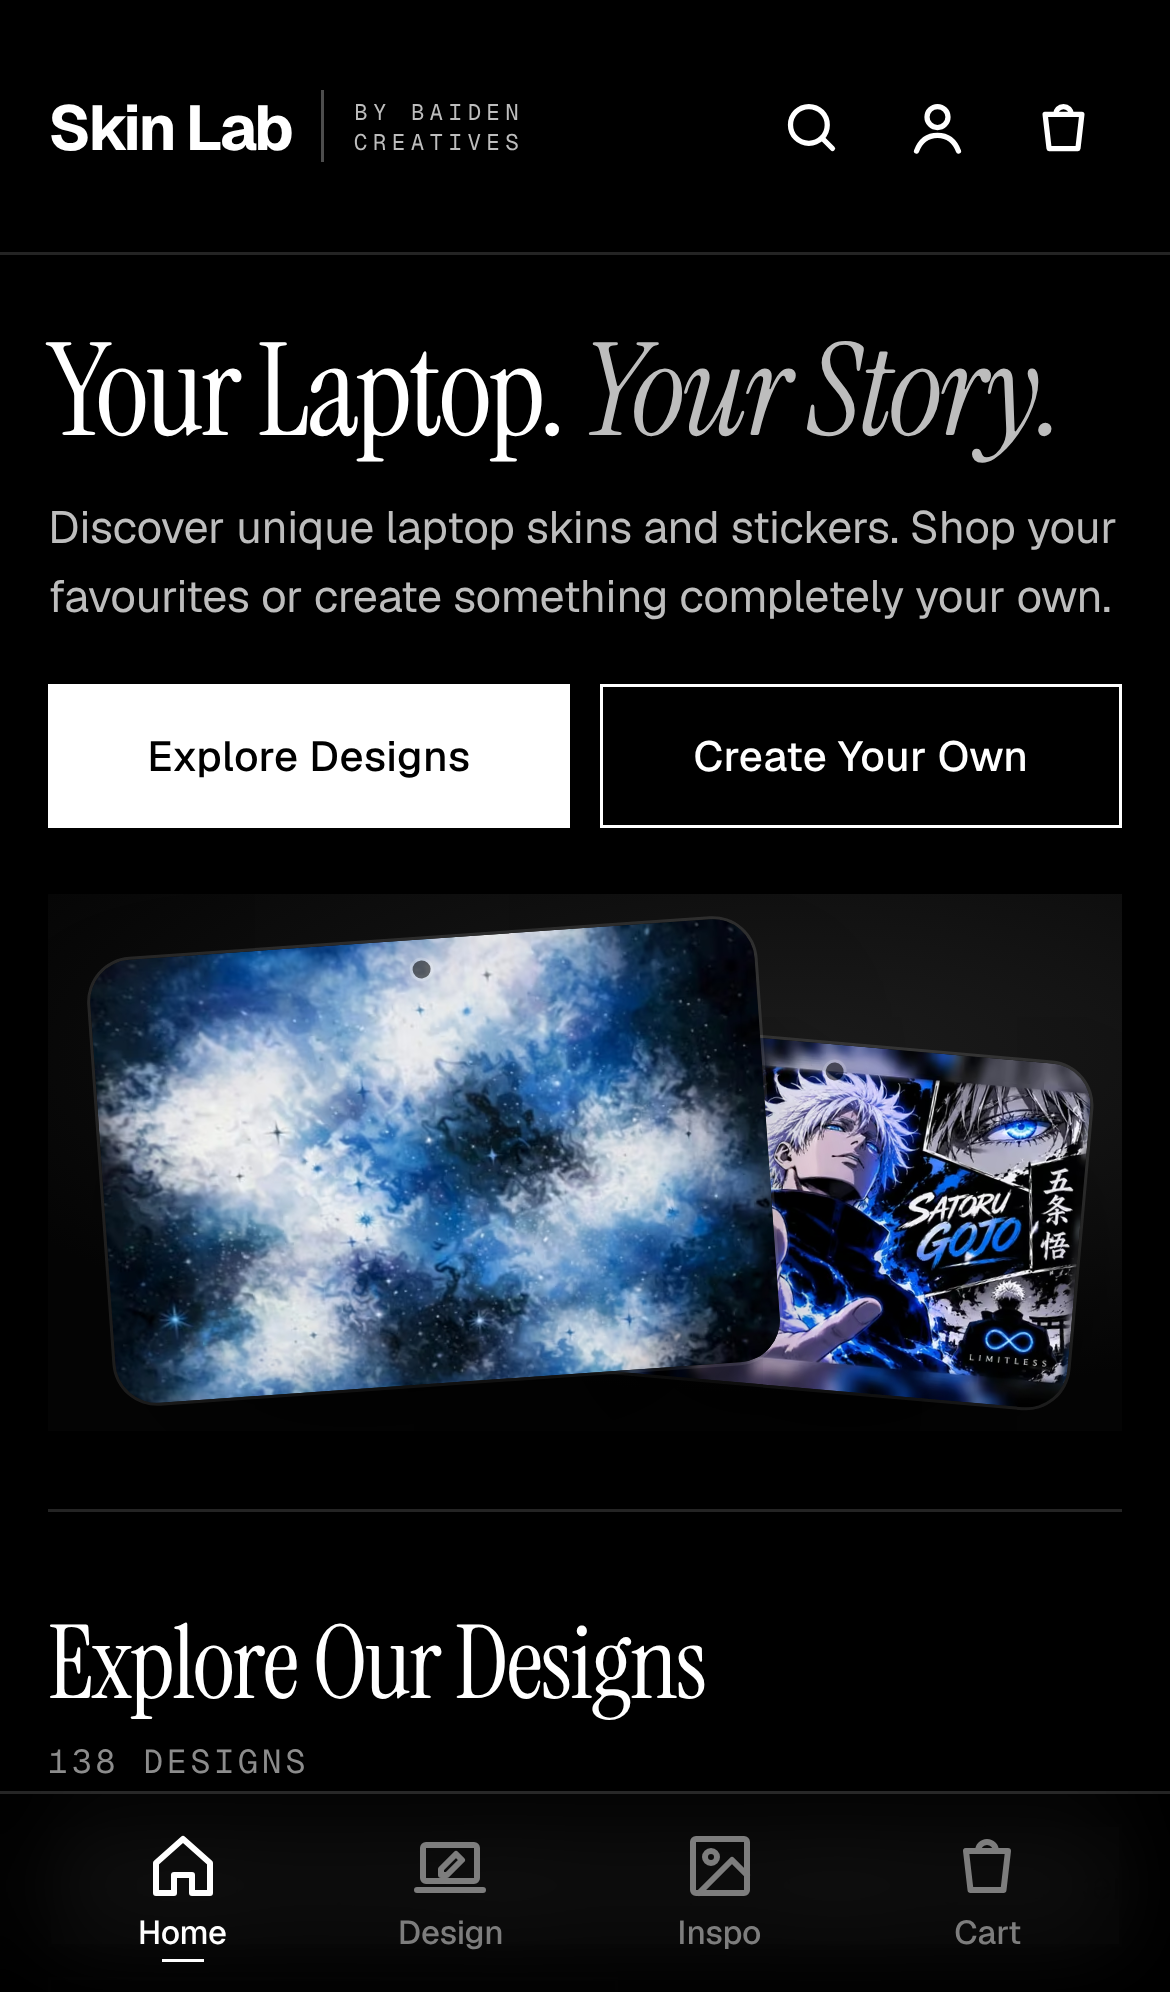 Skin Lab
BY BAIDEN
CREATIVES
Your Laptop. Your Story.
Discover unique laptop skins and stickers. Shop your
favourites or create something completely your own.
Explore Designs
Create Your Own
SATORU
GOJO
五条悟
LIMITLESS
Explore Our Designs
138 DESIGNS
Home
Design
Inspo
Cart